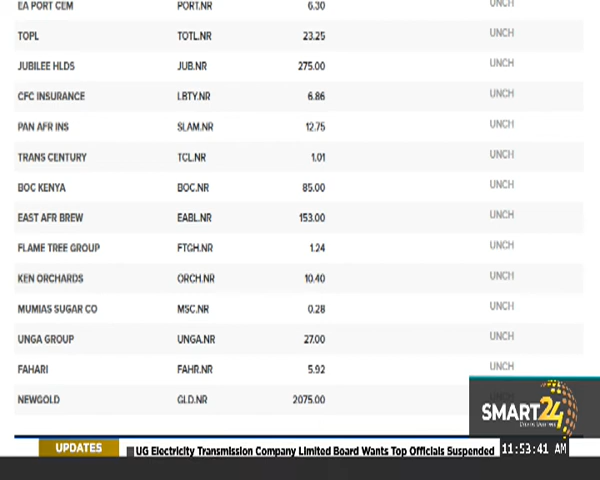 EA PORT CEM PORT.NR 6.30 UNCH
TOPL TOTL.NR 23.25 UNCH
JUBILEE HLDS JUB.NR 275.00 UNCH
CFC INSURANCE LBTY.NR 6.86 UNCH
PAN AFR INS SLAM.NR 12.75 UNCH
TRANS CENTURY TCL.NR 1.01 UNCH
BOC KENYA BOC.NR 85.00 UNCH
EAST AFR BREW EABL.NR 153.00 UNCH
FLAME TREE GROUP FTGH.NR 1.24 UNCH
KEN ORCHARDS ORCH.NR 10.40 UNCH
MUMIAS SUGAR CO MSC.NR 0.28 UNCH
UNGA GROUP UNGA.NR 27.00 UNCH
FAHARI FAHR.NR 5.92 UNCH
NEWGOLD GLD.NR 2075.00
SMART24
UPDATES UG Electricity Transmission Company Limited Board Wants Top Officials Suspended 11:53:41 AM